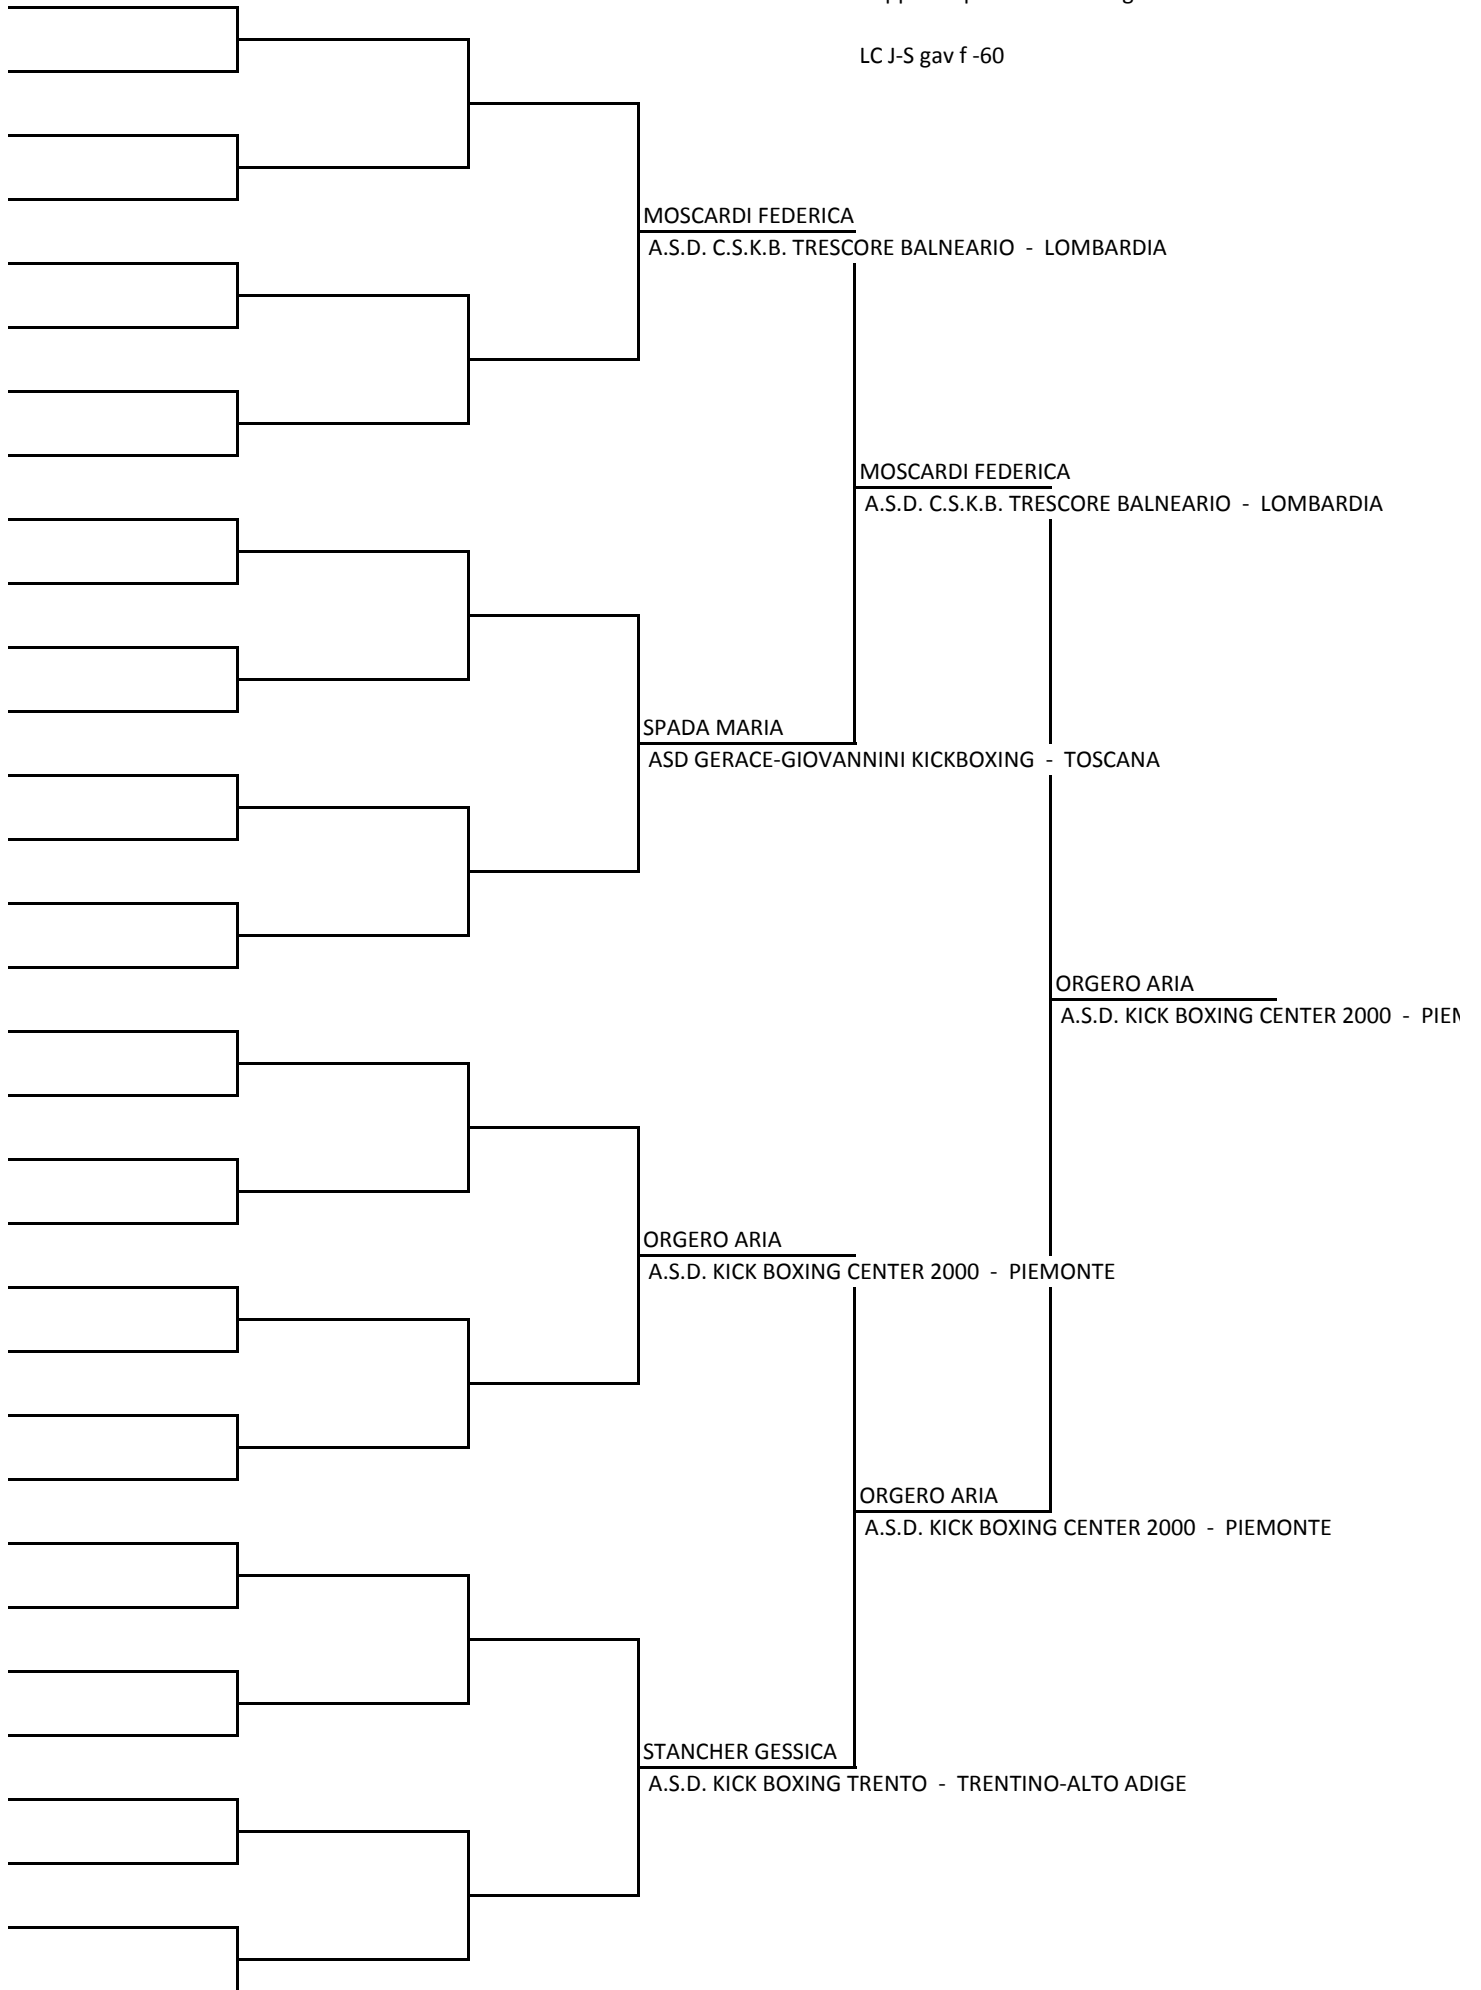 LC J-S gav f -60
MOSCARDI FEDERICA
A.S.D. C.S.K.B. TRESCORE BALNEARIO - LOMBARDIA
MOSCARDI FEDERICA
A.S.D. C.S.K.B. TRESCORE BALNEARIO - LOMBARDIA
SPADA MARIA
ASD GERACE-GIOVANNINI KICKBOXING - TOSCANA
ORGERO ARIA
A.S.D. KICK BOXING CENTER 2000 - PIE
ORGERO ARIA
A.S.D. KICK BOXING CENTER 2000 - PIEMONTE
ORGERO ARIA
A.S.D. KICK BOXING CENTER 2000 - PIEMONTE
STANCHER GESSICA
A.S.D. KICK BOXING TRENTO - TRENTINO-ALTO ADIGE